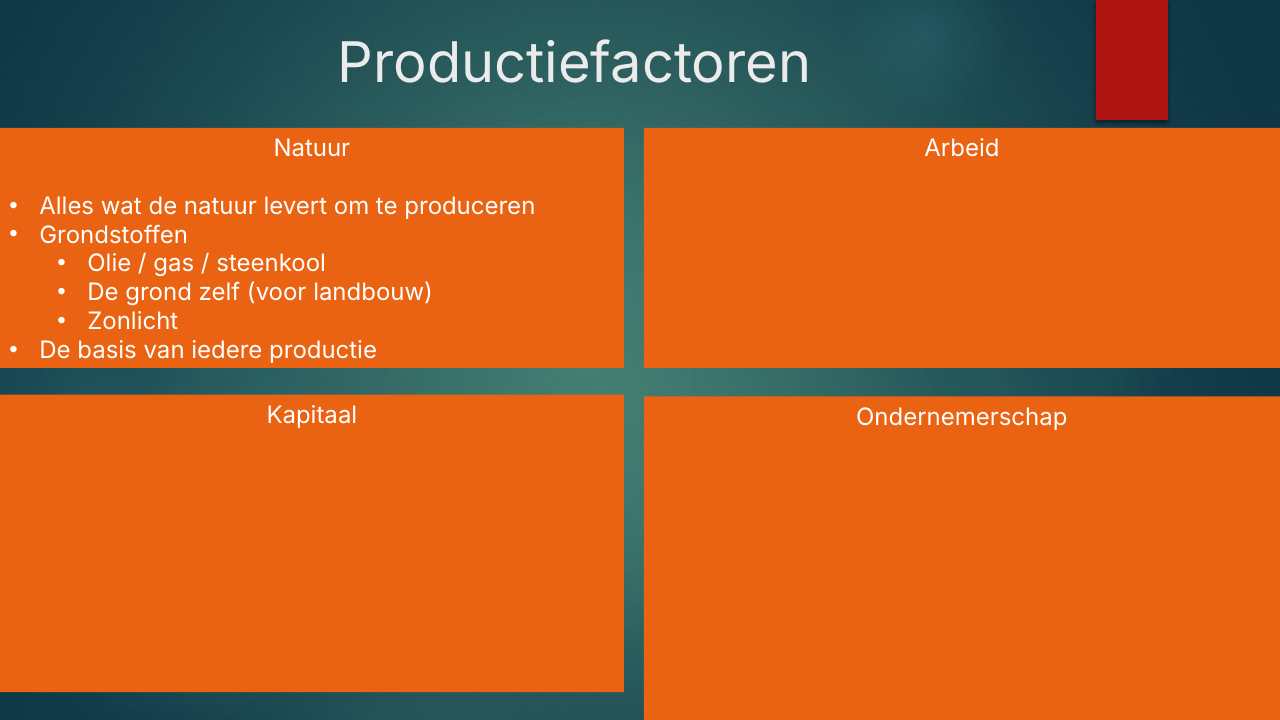 Productiefactoren
Natuur
• Alles wat de natuur levert om te produceren
• Grondstoffen
• Olie / gas / steenkool
• De grond zelf (voor landbouw)
• Zonlicht
• De basis van iedere productie
Arbeid
Kapitaal
Ondernemerschap